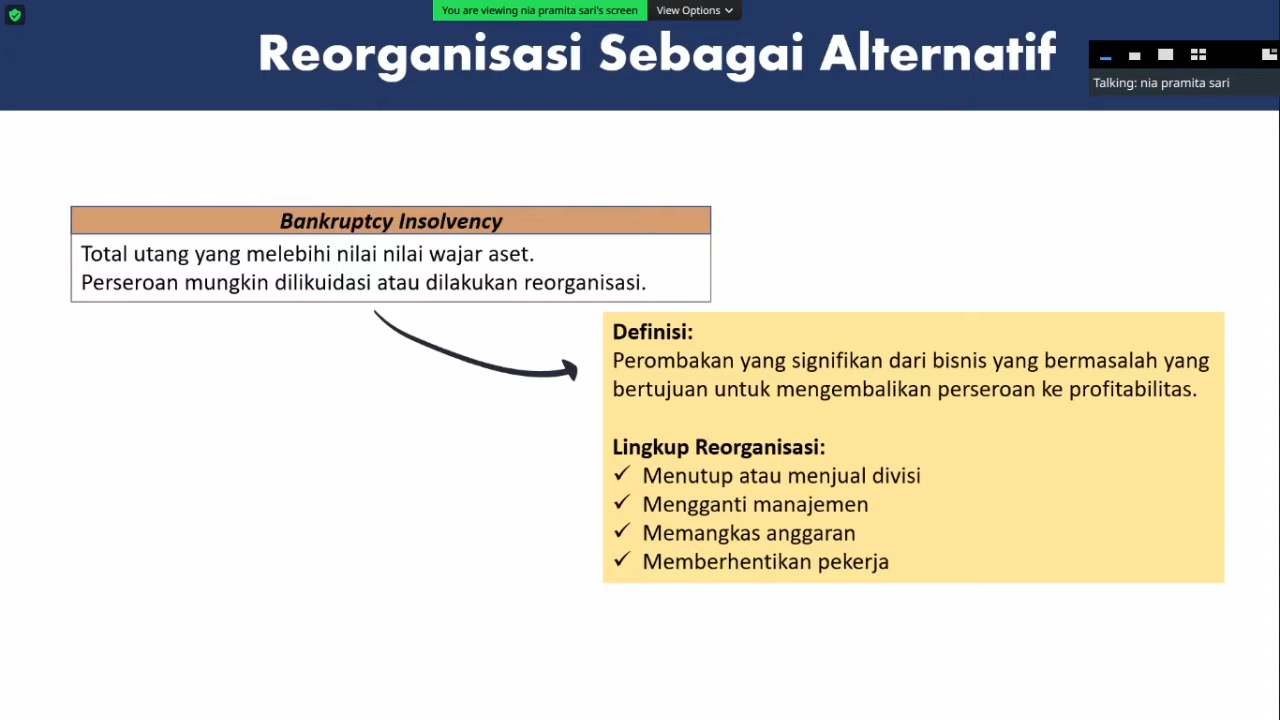 You are viewing nia pramita sari's screen
View Options
Reorganisasi Sebagai Alternatif
Talking: nia pramita sari
Bankruptcy Insolvency
Total utang yang melebihi nilai nilai wajar aset.
Perseroan mungkin dilikuidasi atau dilakukan reorganisasi.
Definisi:
Perombakan yang signifikan dari bisnis yang bermasalah yang
bertujuan untuk mengembalikan perseroan ke profitabilitas.
Lingkup Reorganisasi:
✓ Menutup atau menjual divisi
✓ Mengganti manajemen
✓ Memangkas anggaran
✓ Memberhentikan pekerja